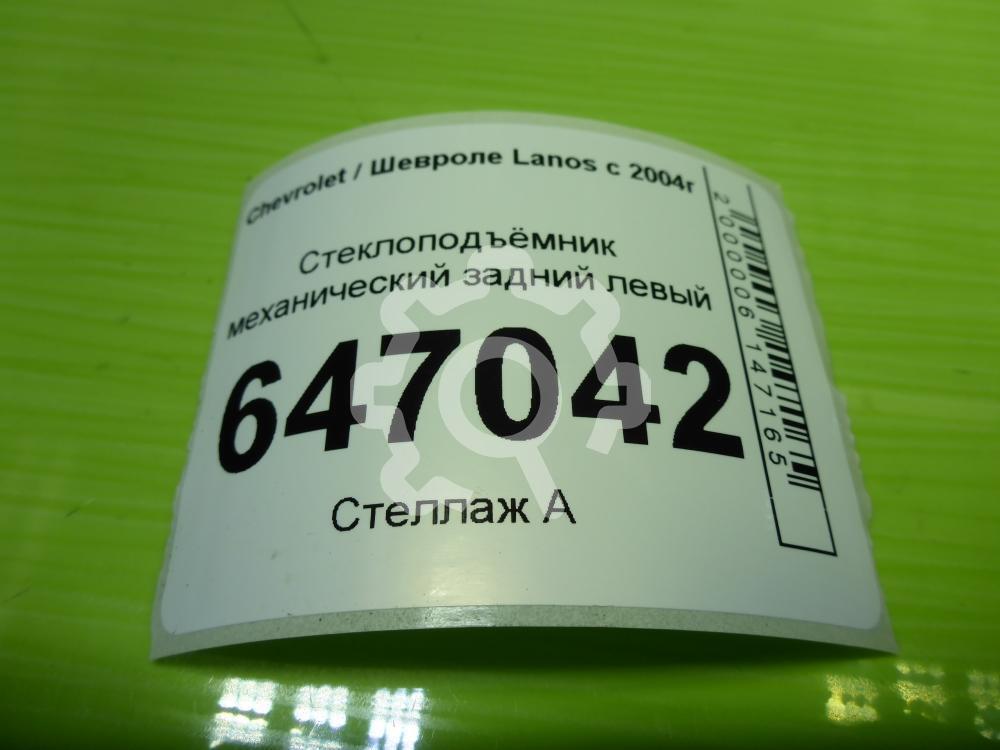 Chevrolet / Шевроле Lanos с 2004г
Стеклоподъёмник
механический задний левый
647042
Стеллаж А
2000006147165